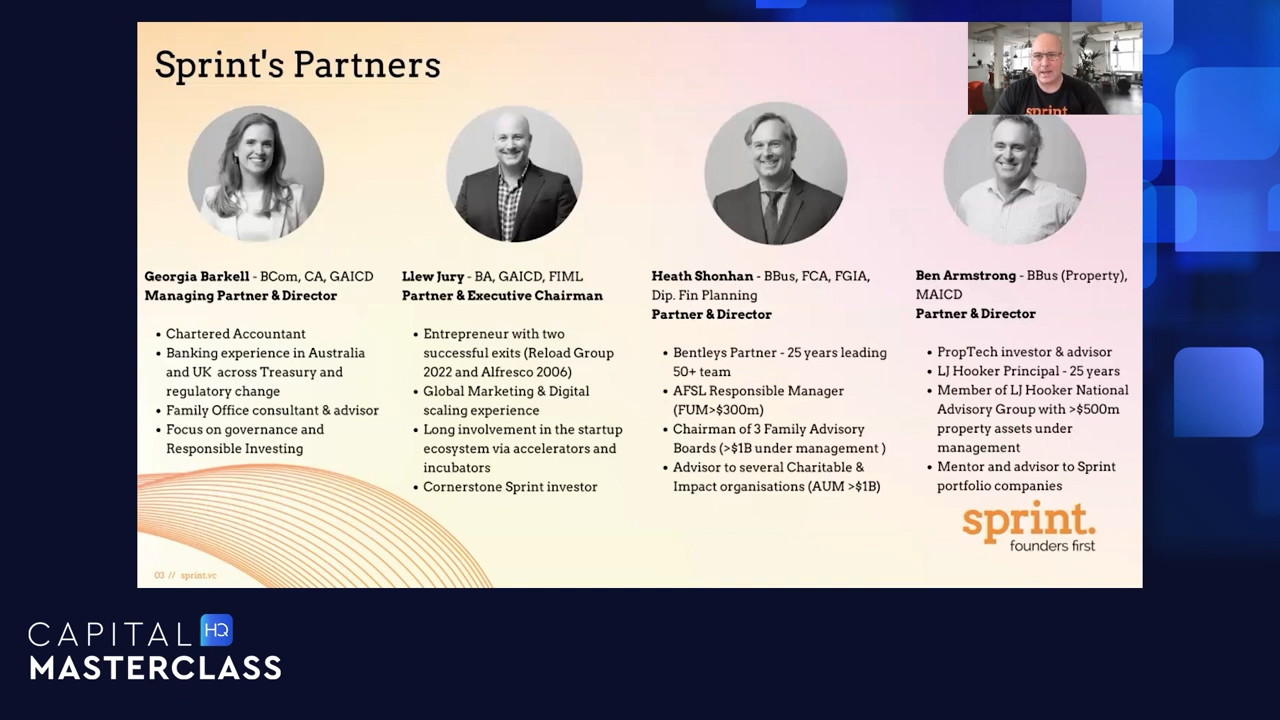 Sprint's Partners
sprint.
Georgia Barkell - BCom, CA, GAICD
Managing Partner & Director
• Chartered Accountant
• Banking experience in Australia
and UK across Treasury and
regulatory change
• Family Office consultant & advisor
• Focus on governance and
Responsible Investing
Llew Jury - BA, GAICD, FIML
Partner & Executive Chairman
• Entrepreneur with two
successful exits (Reload Group
2022 and Alfresco 2006)
• Global Marketing & Digital
scaling experience
• Long involvement in the startup
ecosystem via accelerators and
incubators
• Cornerstone Sprint investor
Heath Shonhan - BBus, FCA, FGIA,
Dip. Fin Planning
Partner & Director
• Bentleys Partner - 25 years leading
50+ team
• AFSL Responsible Manager
(FUM>$300m)
• Chairman of 3 Family Advisory
Boards (>$1B under management )
• Advisor to several Charitable &
Impact organisations (AUM >$1B)
Ben Armstrong - BBus (Property),
MAICD
Partner & Director
• PropTech investor & advisor
• LJ Hooker Principal - 25 years
• Member of LJ Hooker National
Advisory Group with >$500m
property assets under
management
• Mentor and advisor to Sprint
portfolio companies
sprint.
founders first
03 // sprint.vc
CAPITAL HQ
MASTERCLASS